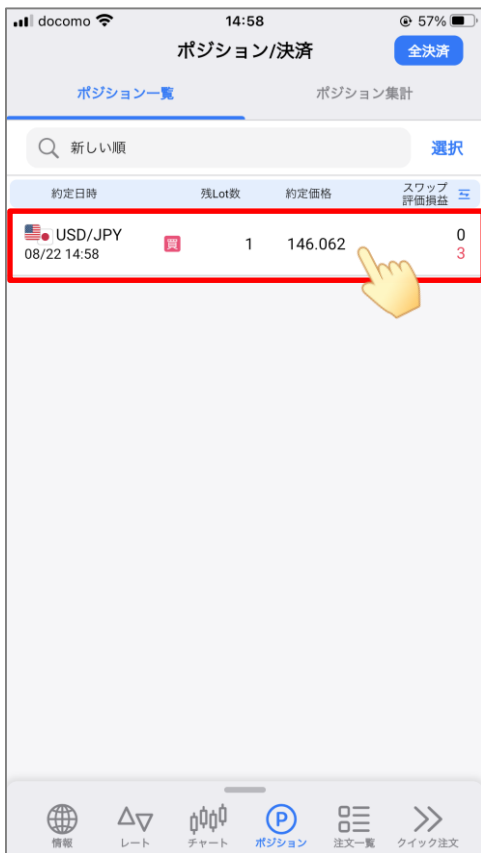 docomo 14:58 57%
ポジション/決済 全決済
ポジション一覧 ポジション集計
新しい順 選択
約定日時 残Lot数 約定価格 スワップ
評価損益
USD/JPY 買 1 146.062 0
08/22 14:58 3
P
情報 レート チャート ポジション 注文一覧 クイック注文